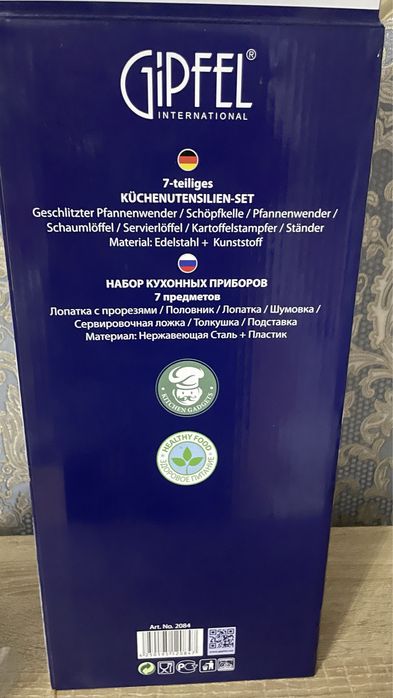 GiPFEL®
INTERNATIONAL
7-teiliges
KÜCHENUTENSILIEN-SET
Geschlitzter Pfannenwender / Schöpfkelle / Pfannenwender /
Schaumlöffel / Servierlöffel / Kartoffelstampfer / Ständer
Material: Edelstahl + Kunststoff
НАБОР КУХОННЫХ ПРИБОРОВ
7 предметов
Лопатка с прорезями / Половник / Лопатка / Шумовка /
Сервировочная ложка / Толкушка / Подставка
Материал: Нержавеющая Сталь + Пластик
KITCHEN GADGETS
HEALTHY FOOD
ЗДОРОВОЕ ПИТАНИЕ
Art. No. 2084